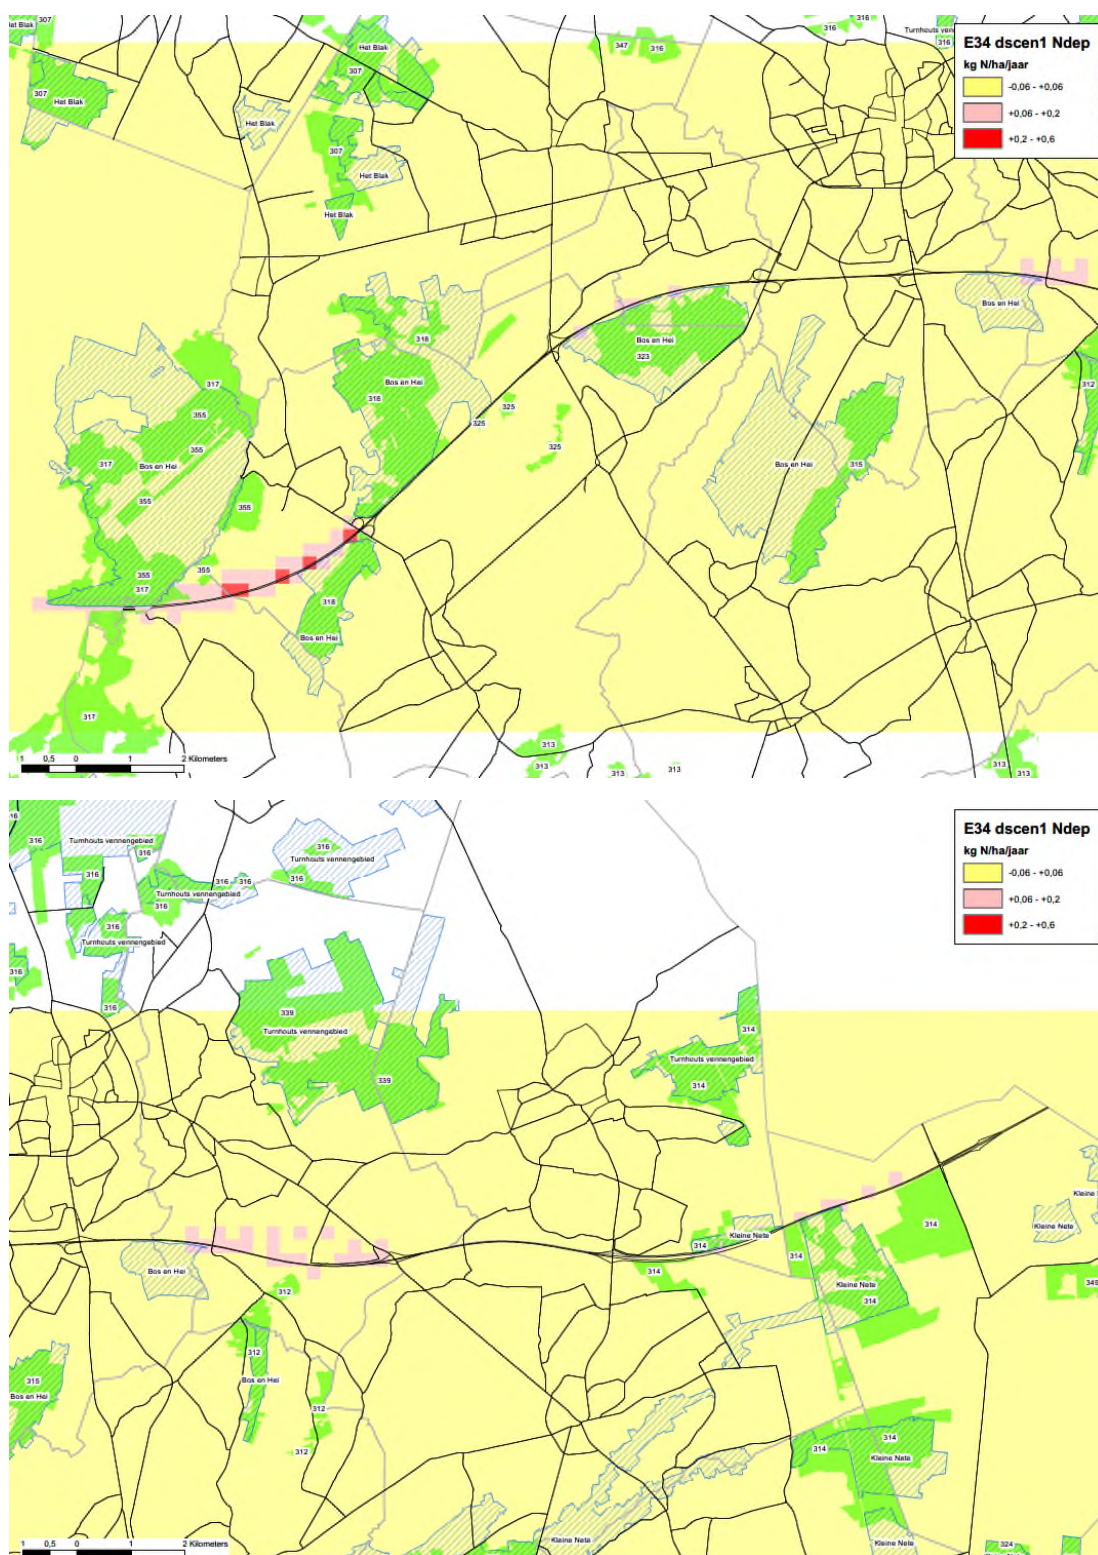 Het Blak
307
Het Blak
307
347
316
316
Turnhouts venn
316
E34 dscen1 Ndep
kg N/ha/jaar
-0,06 - +0,06
+0,06 - +0,2
+0,2 - +0,6
307
Het Blak
Het Blak
307
Het Blak
Het Blak
Bos en Hei
318
Bos en Hei
323
Bos en Hei
318
317
355
325
325
325
312
317
Bos en Hei
355
355
355
Bos en Hei
315
355
355
317
318
Bos en Hei
317
313
313
313
313
313
313
1 0,5 0 1 2 Kilometers
16
316
Turnhouts vennengebied
316
316
Turnhouts vennengebied
316
E34 dscen1 Ndep
kg N/ha/jaar
-0,06 - +0,06
+0,06 - +0,2
+0,2 - +0,6
316
316
316
Turnhouts vennengebied
316
316
Turnhouts vennengebied
316
316
339
Turnhouts vennengebied
314
Turnhouts vennengebied
339
314
Kleine
Kleine N
Kleine Nete
314
314
314
Bos en Hei
314
Kleine Nete
314
312
349
312
315
Bos en Hei
Bos en Hei
312
312
314
314
Kleine Nete
Kleine Nete
Kleine Nete
324
1 0,5 0 1 2 Kilometers